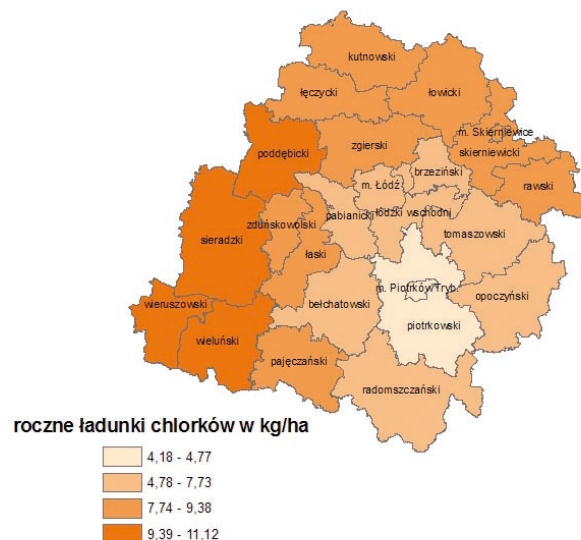 kutnowski
łęczycki
łowicki
m. Skierniewice
poddębicki
zgierski
skierniewicki
brzeziński
rawski
m. Łódź
zduńskowolski
pabianicki
łódzki wschodni
sieradzki
tomaszowski
łaski
m. Piotrków Tryb.
opoczyński
wieruszowski
bełchatowski
piotrkowski
wieluński
pajęczański
radomszczański
roczne ładunki chlorków w kg/ha
4,18 - 4,77
4,78 - 7,73
7,74 - 9,38
9,39 - 11,12